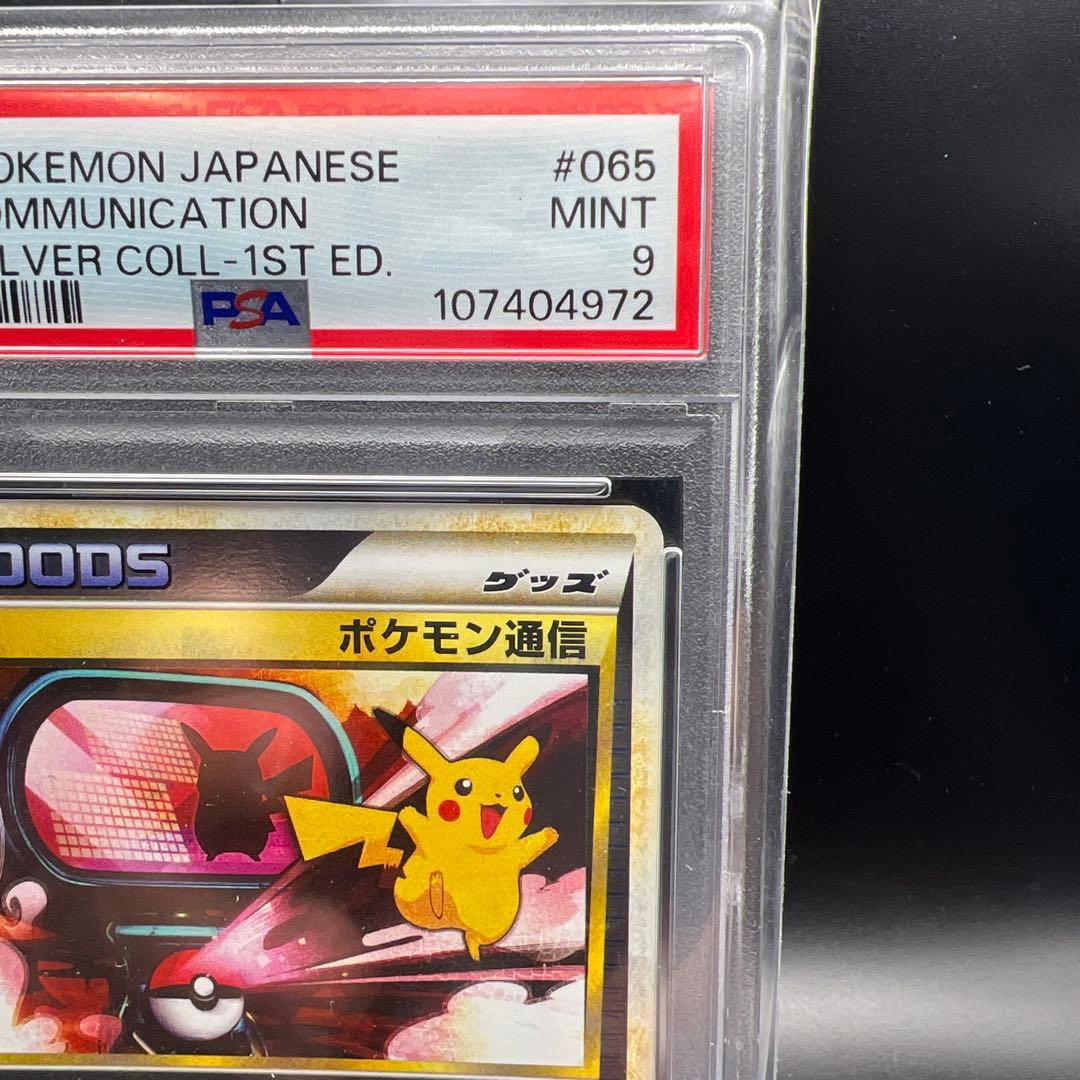 OKEMON JAPANESE #065
OMMUNICATION MINT
LVER COLL-1ST ED. 9
PSA 107404972
OODS
グッズ
ポケモン通信